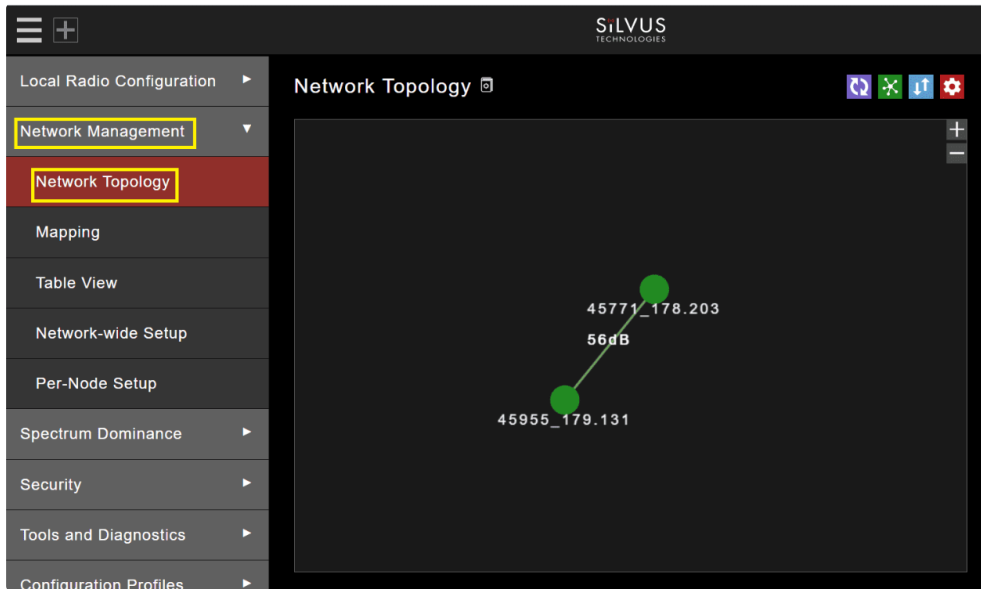 SiLVUS
TECHNOLOGIES
Local Radio Configuration
Network Management
Network Topology
Mapping
Table View
Network-wide Setup
Per-Node Setup
Spectrum Dominance
Security
Tools and Diagnostics
Configuration Profiles
Network Topology
45771_178.203
56dB
45955_179.131